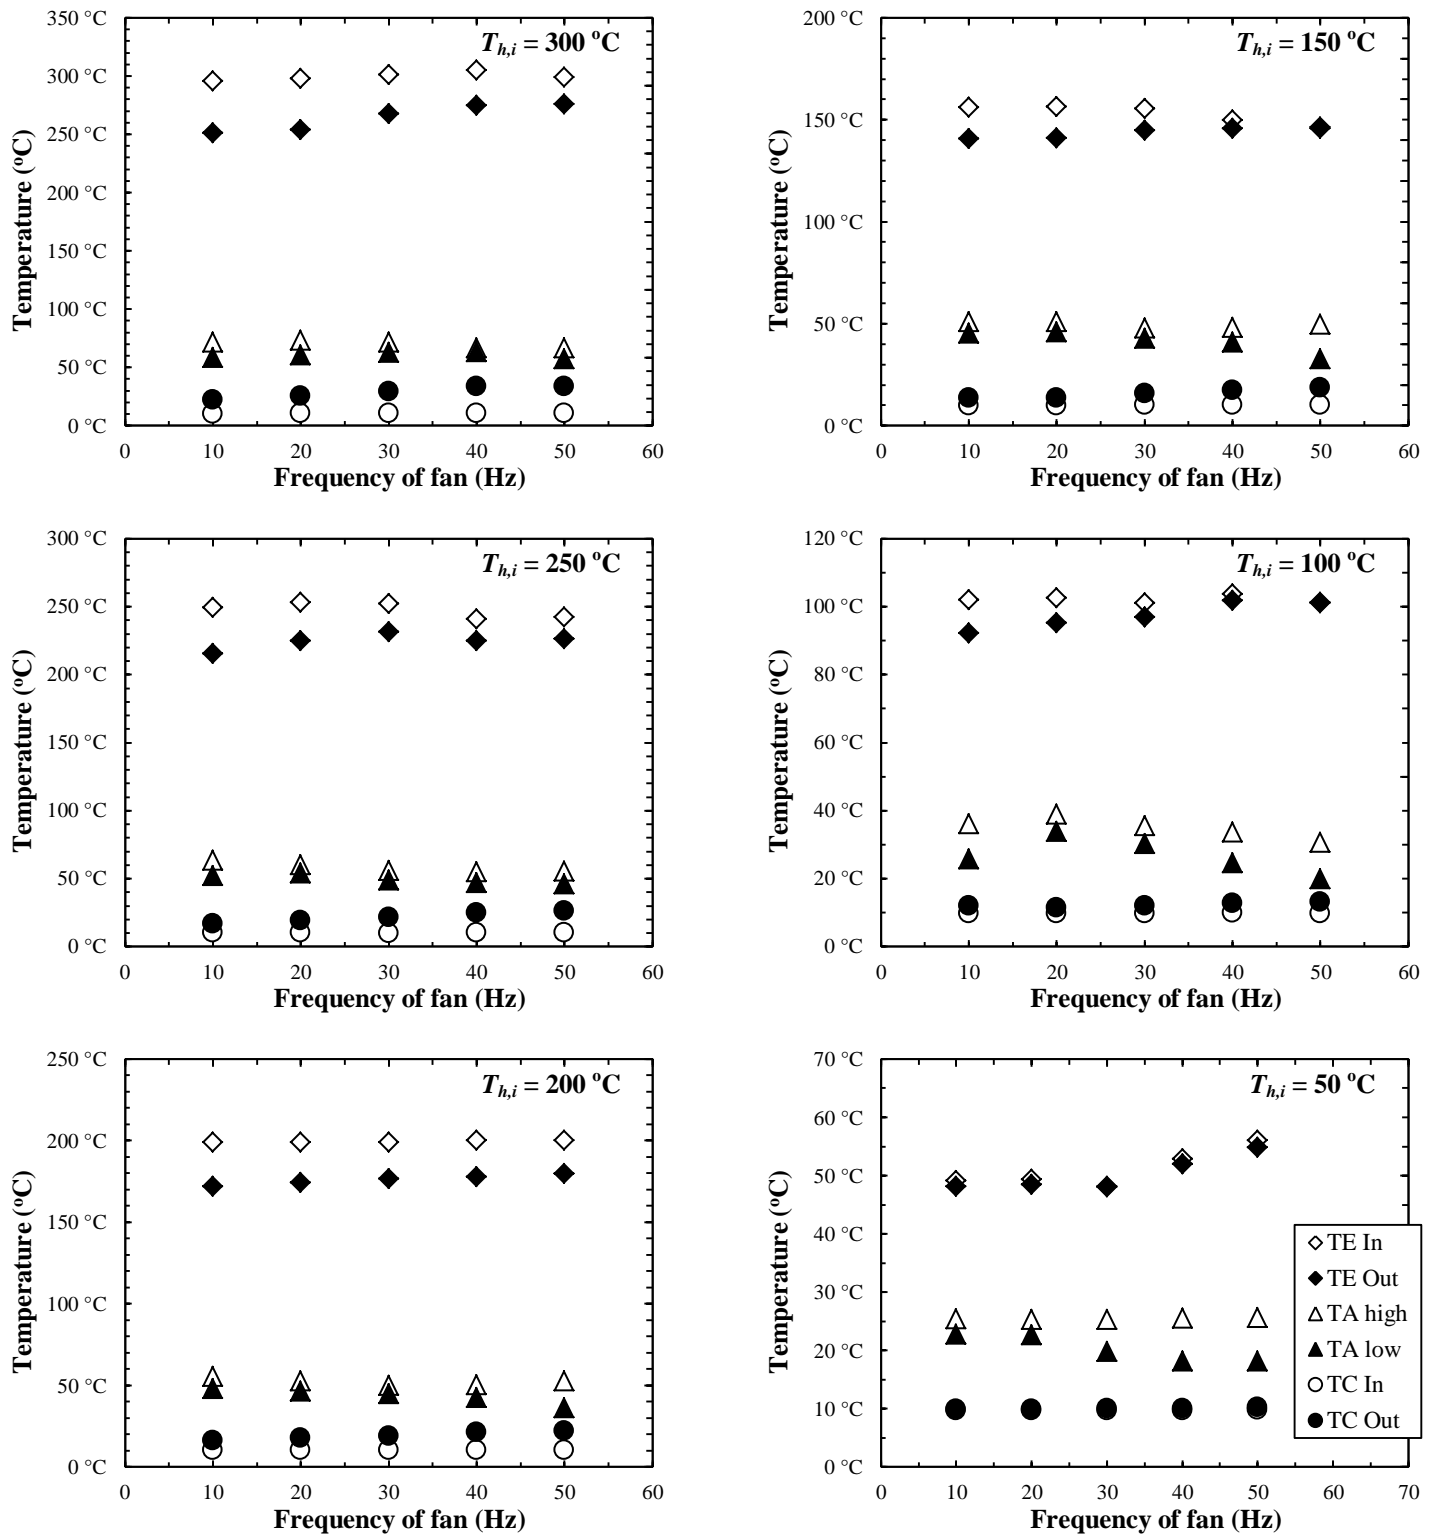 350 °C
300 °C
250 °C
200 °C
150 °C
100 °C
50 °C
0 °C
Temperature (ºC)
T h,i = 300 ºC
0 10 20 30 40 50 60
Frequency of fan (Hz)
200 °C
150 °C
100 °C
50 °C
0 °C
Temperature (ºC)
T h,i = 150 ºC
0 10 20 30 40 50 60
Frequency of fan (Hz)
300 °C
250 °C
200 °C
150 °C
100 °C
50 °C
0 °C
Temperature (ºC)
T h,i = 250 ºC
0 10 20 30 40 50 60
Frequency of fan (Hz)
120 °C
100 °C
80 °C
60 °C
40 °C
20 °C
0 °C
Temperature (ºC)
T h,i = 100 ºC
0 10 20 30 40 50 60
Frequency of fan (Hz)
250 °C
200 °C
150 °C
100 °C
50 °C
0 °C
Temperature (ºC)
T h,i = 200 ºC
0 10 20 30 40 50 60
Frequency of fan (Hz)
70 °C
60 °C
50 °C
40 °C
30 °C
20 °C
10 °C
0 °C
Temperature (ºC)
T h,i = 50 ºC
TE In
TE Out
TA high
TA low
TC In
TC Out
0 10 20 30 40 50 60 70
Frequency of fan (Hz)